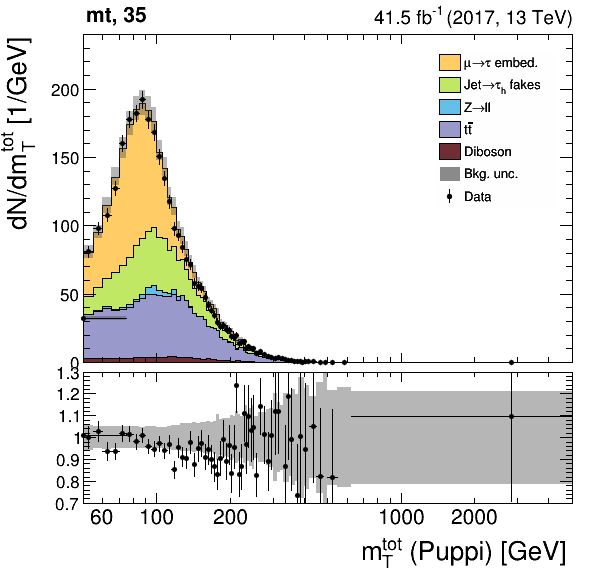 mt, 35
41.5 fb⁻¹ (2017, 13 TeV)
dN/dm_T^tot [1/GeV]
200
150
100
50
0
μ→τ embed.
Jet→τ_h fakes
Z→ll
tt̄
Diboson
Bkg. unc.
Data
1.3
1.2
1.1
1.0
0.9
0.8
0.7
60 100 200 1000 2000
m_T^tot (Puppi) [GeV]